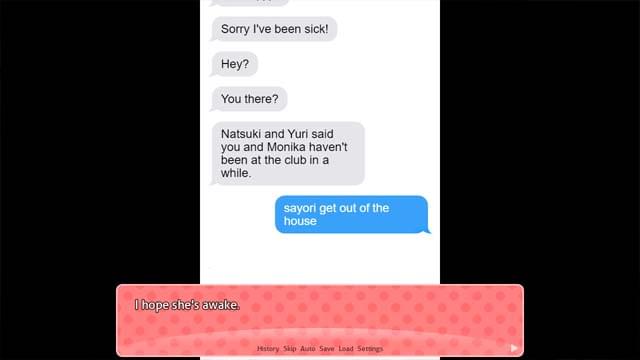 Sorry I've been sick!
Hey?
You there?
Natsuki and Yuri said
you and Monika haven't
been at the club in a
while.
sayori get out of the
house
I hope she's awake.
History Skip Auto Save Load Settings